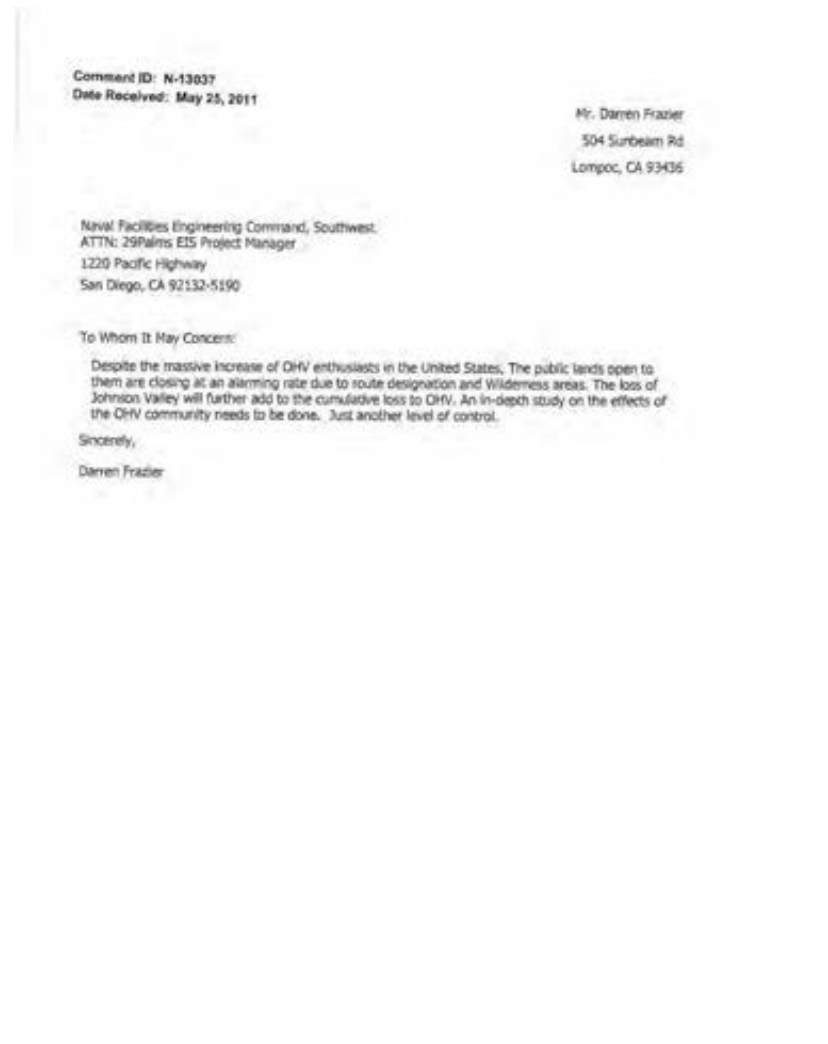 Comment ID: N-13037
Date Received: May 25, 2011
Mr. Darren Frazier
504 Sunbeam Rd
Lompoc, CA 93436
Naval Facilities Engineering Command, Southwest.
ATTN: 29Palms EIS Project Manager
1220 Pacific Highway
San Diego, CA 92132-5190
To Whom It May Concern:
Despite the massive increase of OHV enthusiasts in the United States, The public lands open to
them are closing at an alarming rate due to route designation and Wilderness areas. The loss of
Johnson Valley will further add to the cumulative loss to OHV. An in-depth study on the effects of
the OHV community needs to be done.  Just another level of control.
Sincerely,
Darren Frazier